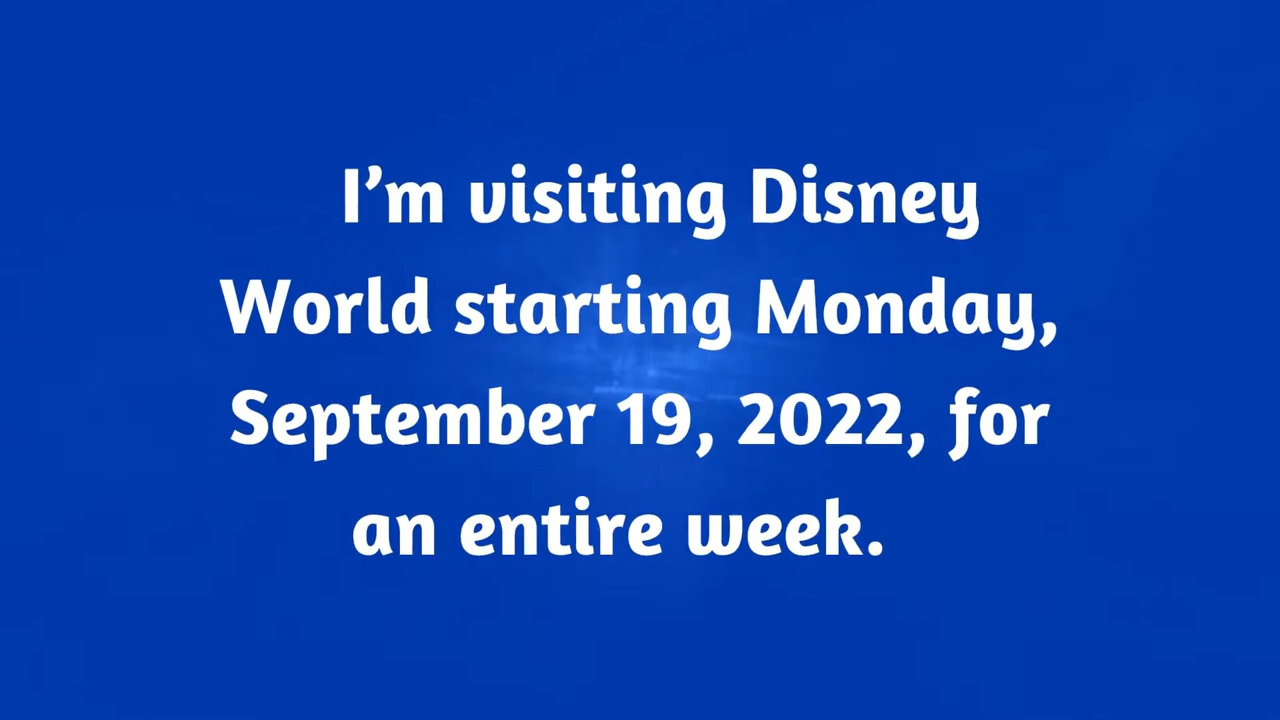 I’m visiting Disney
World starting Monday,
September 19, 2022, for
an entire week.